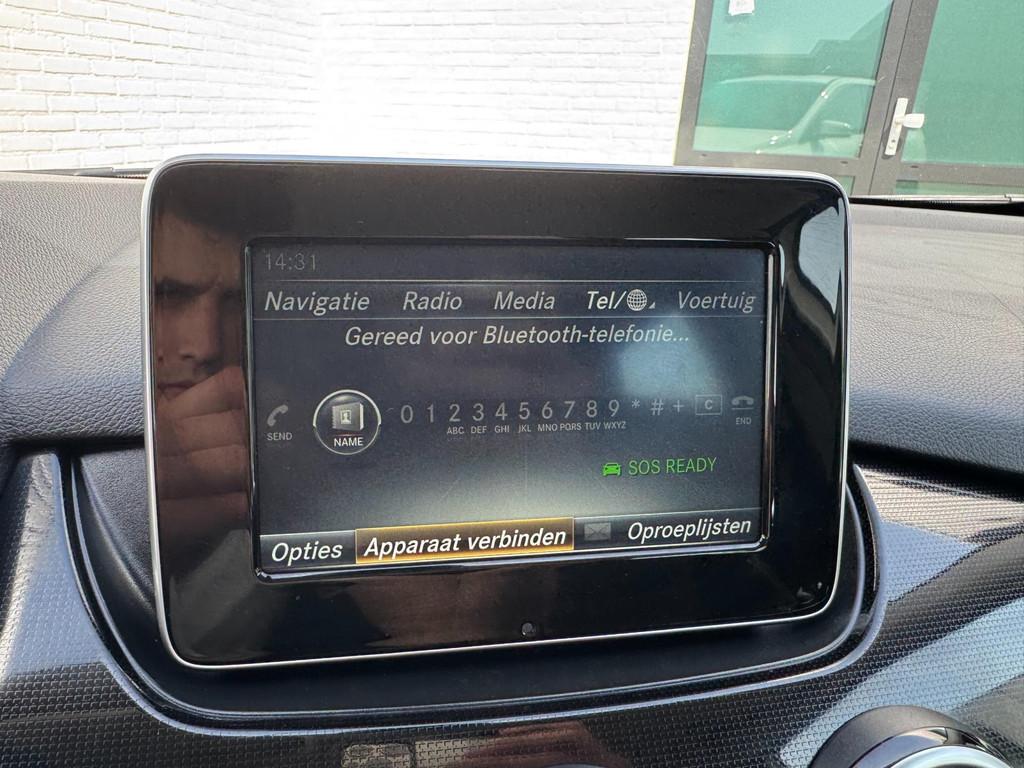 14:31
Navigatie Radio Media Tel/ Voertuig
Gereed voor Bluetooth-telefonie...
0 1 2 3 4 5 6 7 8 9 * # + C
SEND NAME ABC DEF GHI JKL MNO PQRS TUV WXYZ END
SOS READY
Opties Apparaat verbinden Oproeplijsten